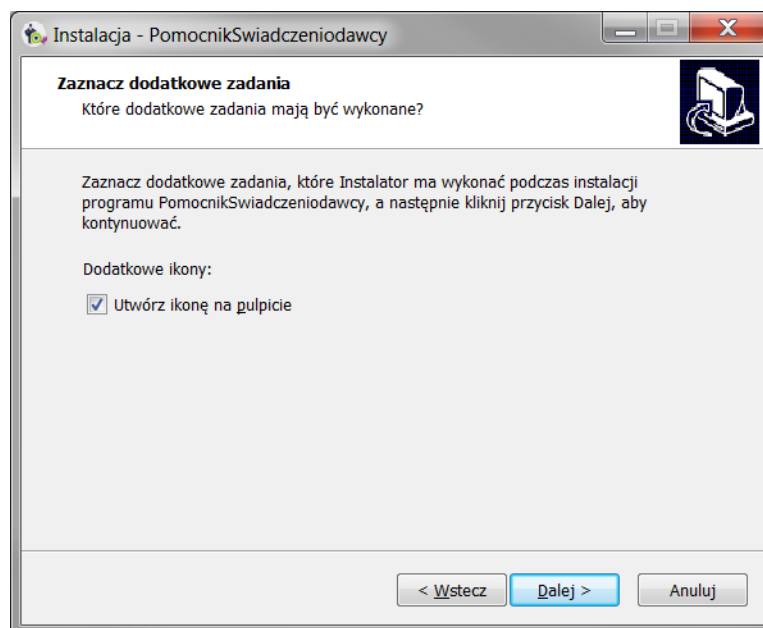 Instalacja - PomocnikSwiadczeniodawcy
Zaznacz dodatkowe zadania
Które dodatkowe zadania mają być wykonane?
Zaznacz dodatkowe zadania, które Instalator ma wykonać podczas instalacji
programu PomocnikSwiadczeniodawcy, a następnie kliknij przycisk Dalej, aby
kontynuować.
Dodatkowe ikony:
Utwórz ikonę na pulpicie
< Wstecz
Dalej >
Anuluj